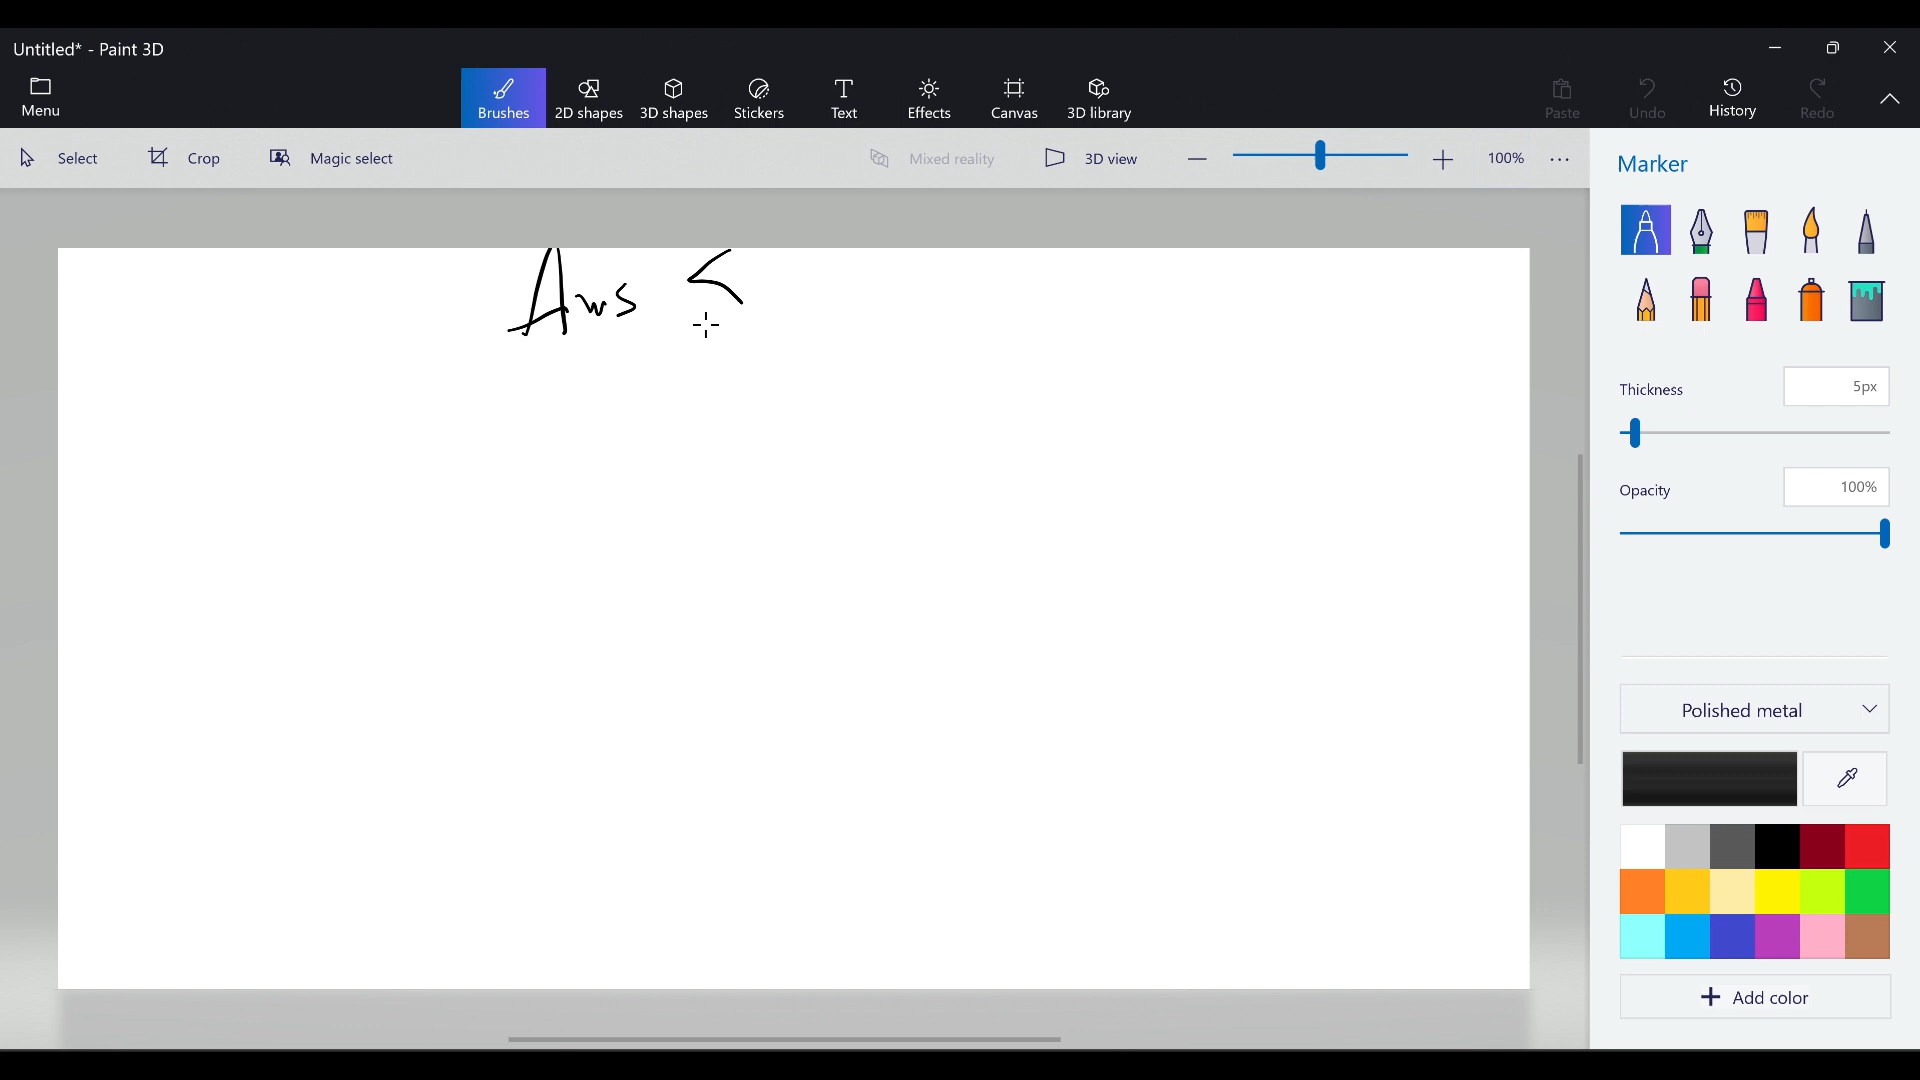 Untitled* - Paint 3D
Menu
Brushes 2D shapes 3D shapes Stickers Text Effects Canvas 3D library Paste Undo History Redo
Select Crop Magic select Mixed reality 3D view 100%
Marker
Aws <
Thickness 5px
Opacity 100%
Polished metal
Add color